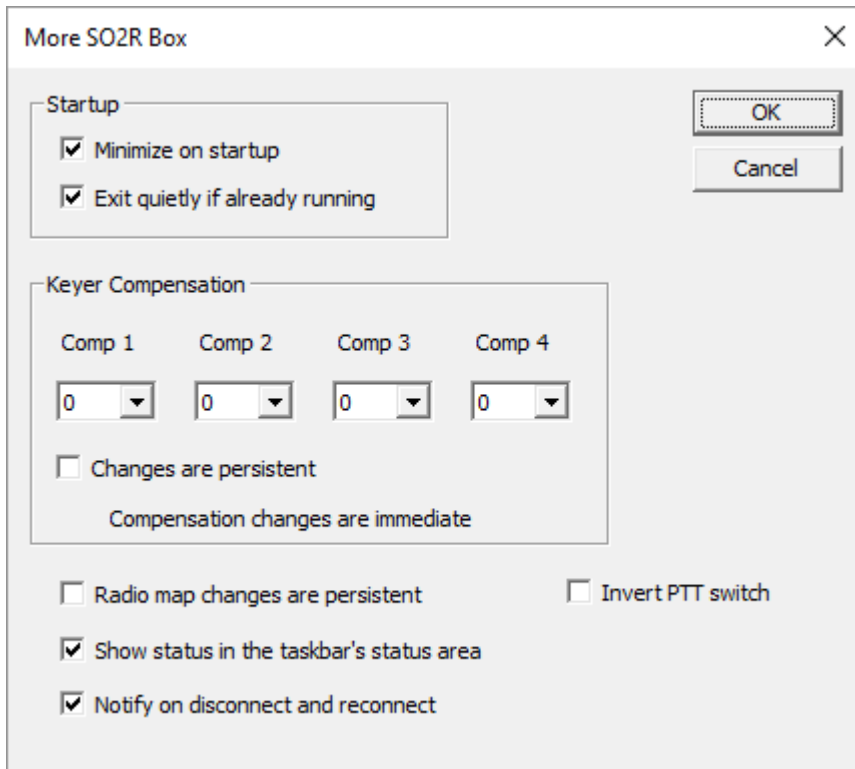 More SO2R Box
Startup
OK
Minimize on startup
Cancel
Exit quietly if already running
Keyer Compensation
Comp 1 Comp 2 Comp 3 Comp 4
0 0 0 0
Changes are persistent
Compensation changes are immediate
Radio map changes are persistent Invert PTT switch
Show status in the taskbar's status area
Notify on disconnect and reconnect